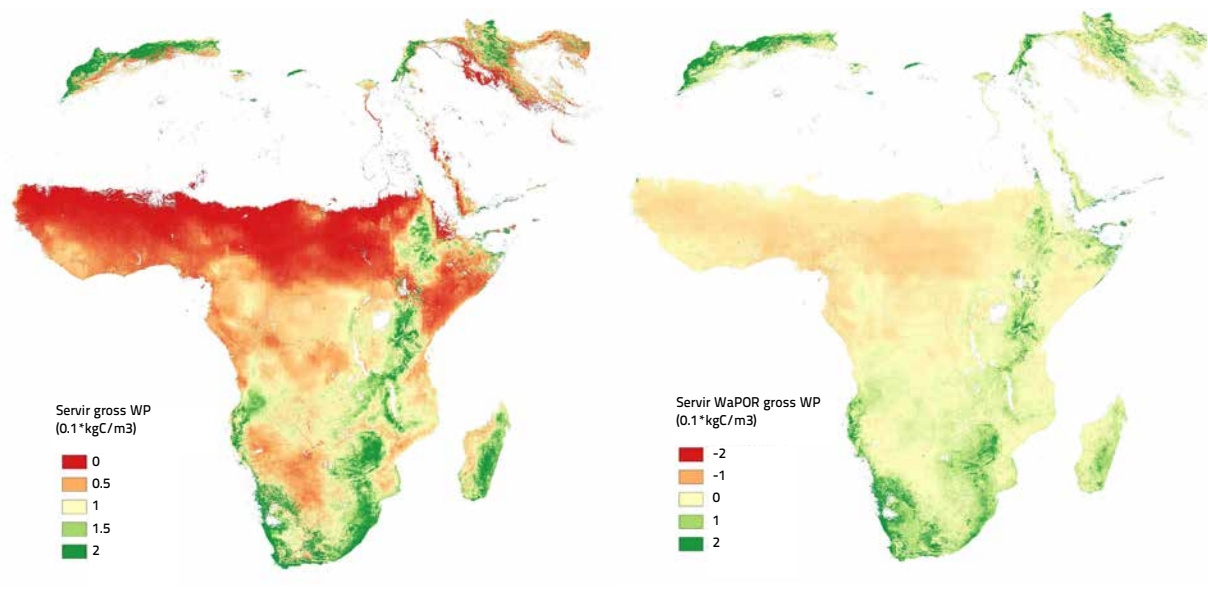 Servir gross WP
(0.1*kgC/m3)
0
0.5
1
1.5
2
Servir WaPOR gross WP
(0.1*kgC/m3)
-2
-1
0
1
2